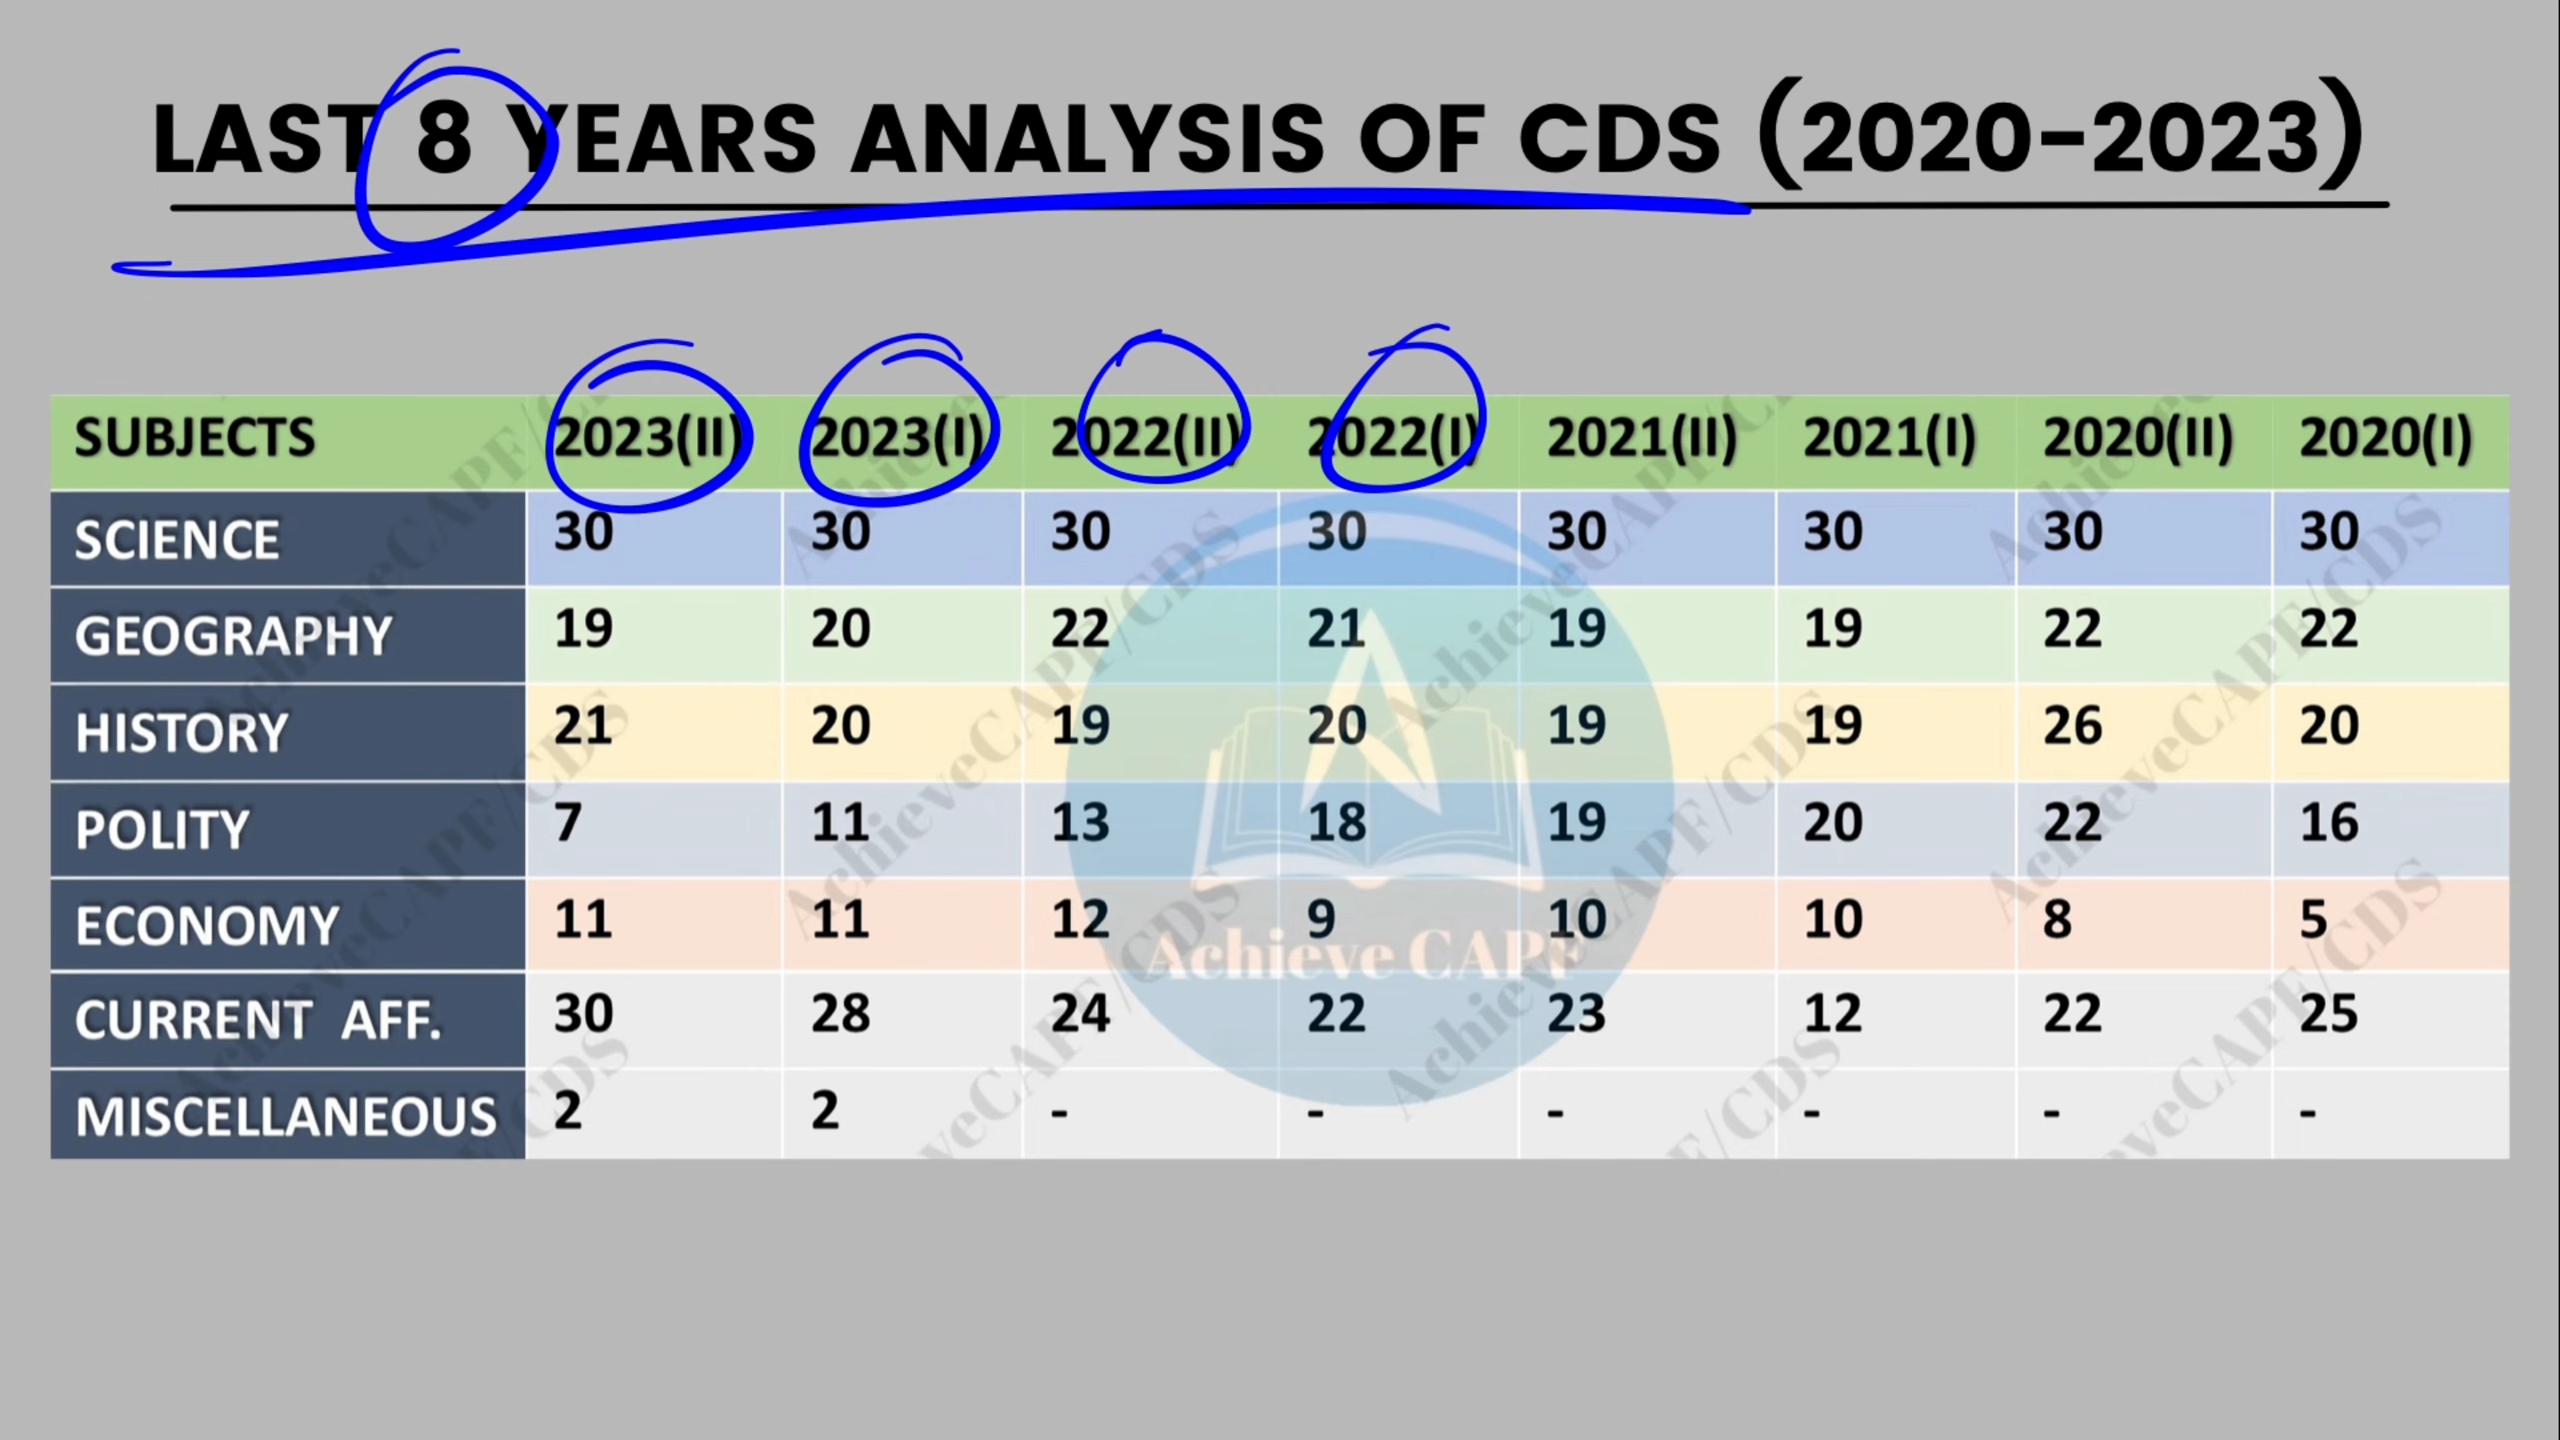 LAST 8 YEARS ANALYSIS OF CDS (2020-2023)
SUBJECTS 2023(II) 2023(I) 2022(II) 2022(I) 2021(II) 2021(I) 2020(II) 2020(I)
SCIENCE 30 30 30 30 30 30 30 30
GEOGRAPHY 19 20 22 21 19 19 22 22
HISTORY 21 20 19 20 19 19 26 20
POLITY 7 11 13 18 19 20 22 16
ECONOMY 11 11 12 9 10 10 8 5
Achieve CAPF
CURRENT AFF. 30 28 24 22 23 12 22 25
MISCELLANEOUS 2 2 - - - - - -
AchieveCAPF/CDS